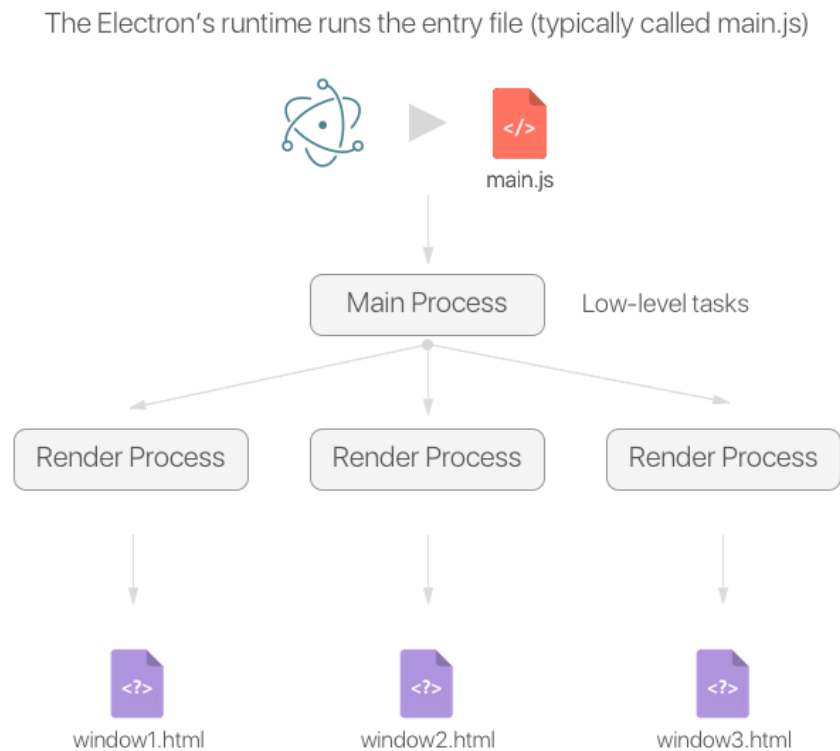 The Electron’s runtime runs the entry file (typically called main.js)
</>
main.js
Main Process
Low-level tasks
Render Process
Render Process
Render Process
<?>
<?>
<?>
window1.html
window2.html
window3.html